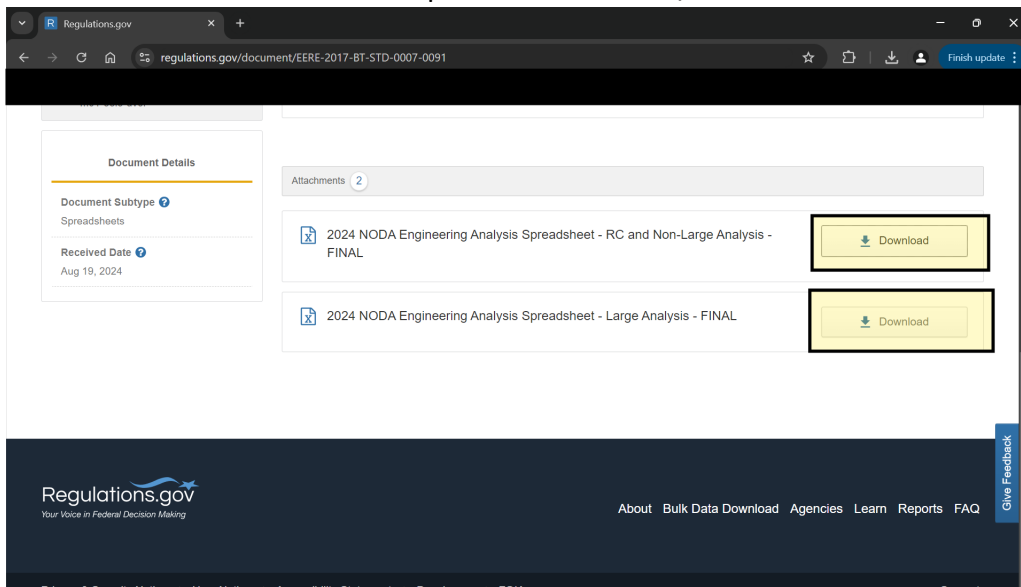 Regulations.gov
regulations.gov/document/EERE-2017-BT-STD-0007-0091
Finish update
Document Details
Document Subtype
Spreadsheets
Received Date
Aug 19, 2024
Attachments 2
2024 NODA Engineering Analysis Spreadsheet - RC and Non-Large Analysis -
FINAL
Download
2024 NODA Engineering Analysis Spreadsheet - Large Analysis - FINAL
Download
Give Feedback
Regulations.gov
Your Voice in Federal Decision Making
About Bulk Data Download Agencies Learn Reports FAQ